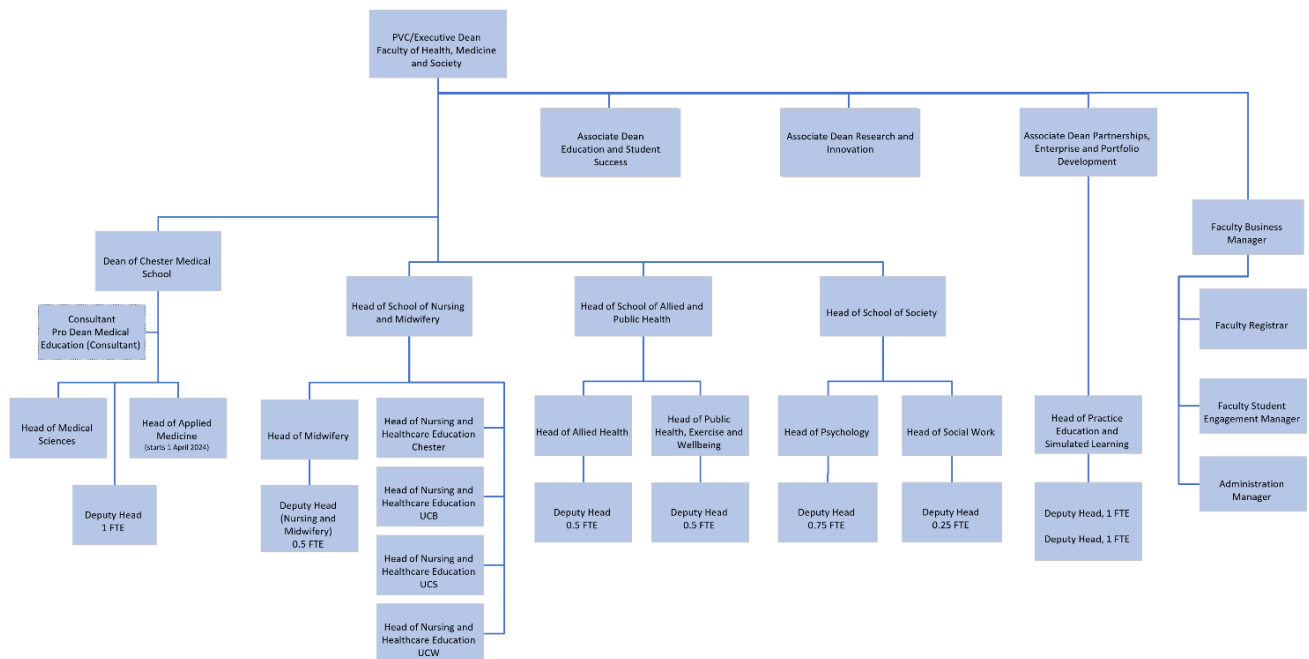 PVC/Executive Dean
Faculty of Health, Medicine
and Society
Associate Dean
Education and Student
Success
Associate Dean Research and
Innovation
Associate Dean Partnerships,
Enterprise and Portfolio
Development
Dean of Chester Medical
School
Faculty Business
Manager
Consultant
Pro Dean Medical
Education (Consultant)
Head of School of Nursing
and Midwifery
Head of School of Allied and
Public Health
Head of School of Society
Faculty Registrar
Head of Medical
Sciences
Head of Applied
Medicine
(starts 1 April 2024)
Head of Midwifery
Head of Nursing and
Healthcare Education
Chester
Head of Allied Health
Head of Public
Health, Exercise and
Wellbeing
Head of Psychology
Head of Social Work
Head of Practice
Education and
Simulated Learning
Faculty Student
Engagement Manager
Deputy Head
1 FTE
Deputy Head
(Nursing and
Midwifery)
0.5 FTE
Head of Nursing and
Healthcare Education
UCB
Deputy Head
0.5 FTE
Deputy Head
0.5 FTE
Deputy Head
0.75 FTE
Deputy Head
0.25 FTE
Deputy Head, 1 FTE
Deputy Head, 1 FTE
Administration
Manager
Head of Nursing and
Healthcare Education
UCS
Head of Nursing and
Healthcare Education
UCW